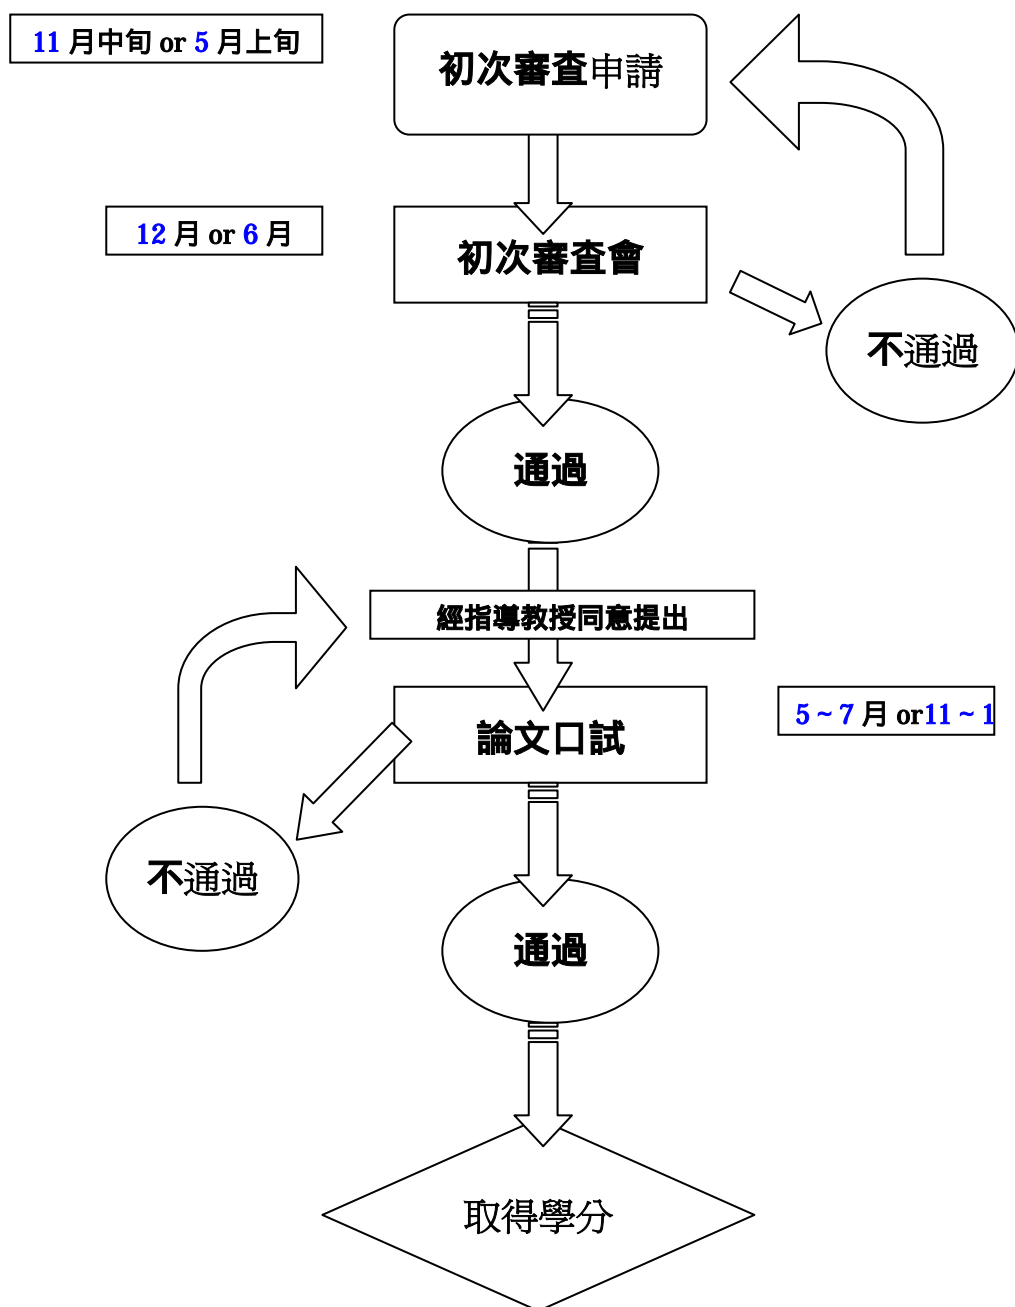 11 月中旬 or 5 月上旬
初次審查申請
12 月 or 6 月
初次審查會
不通過
通過
經指導教授同意提出
論文口試
5 ~ 7 月 or11 ~ 1
不通過
通過
取得學分